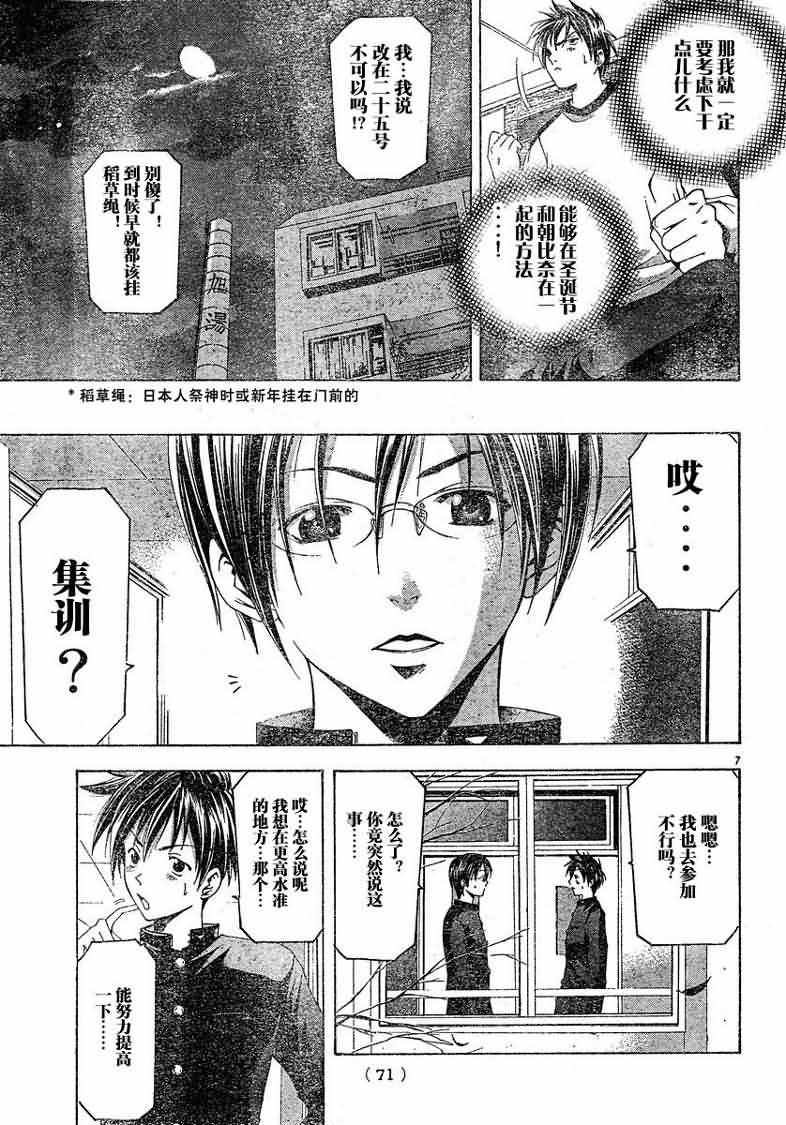 那我就一定
要考虑下干
点儿什么
能够在圣诞节
和朝比奈在一
起的方法
····!
我…我说
改在二十五号
不可以吗!?
别傻了！
到时候早就都该挂
稻草绳！
旭湯
* 稻草绳：日本人祭神时或新年挂在门前的
哎····
集训？
7
嗯嗯…
我也去参加
不行吗？
怎么了？
你竟突然说这
事……
哎…怎么说呢
我想在更高水准
的地方…那个…
能努力提高
一下……
( 71 )